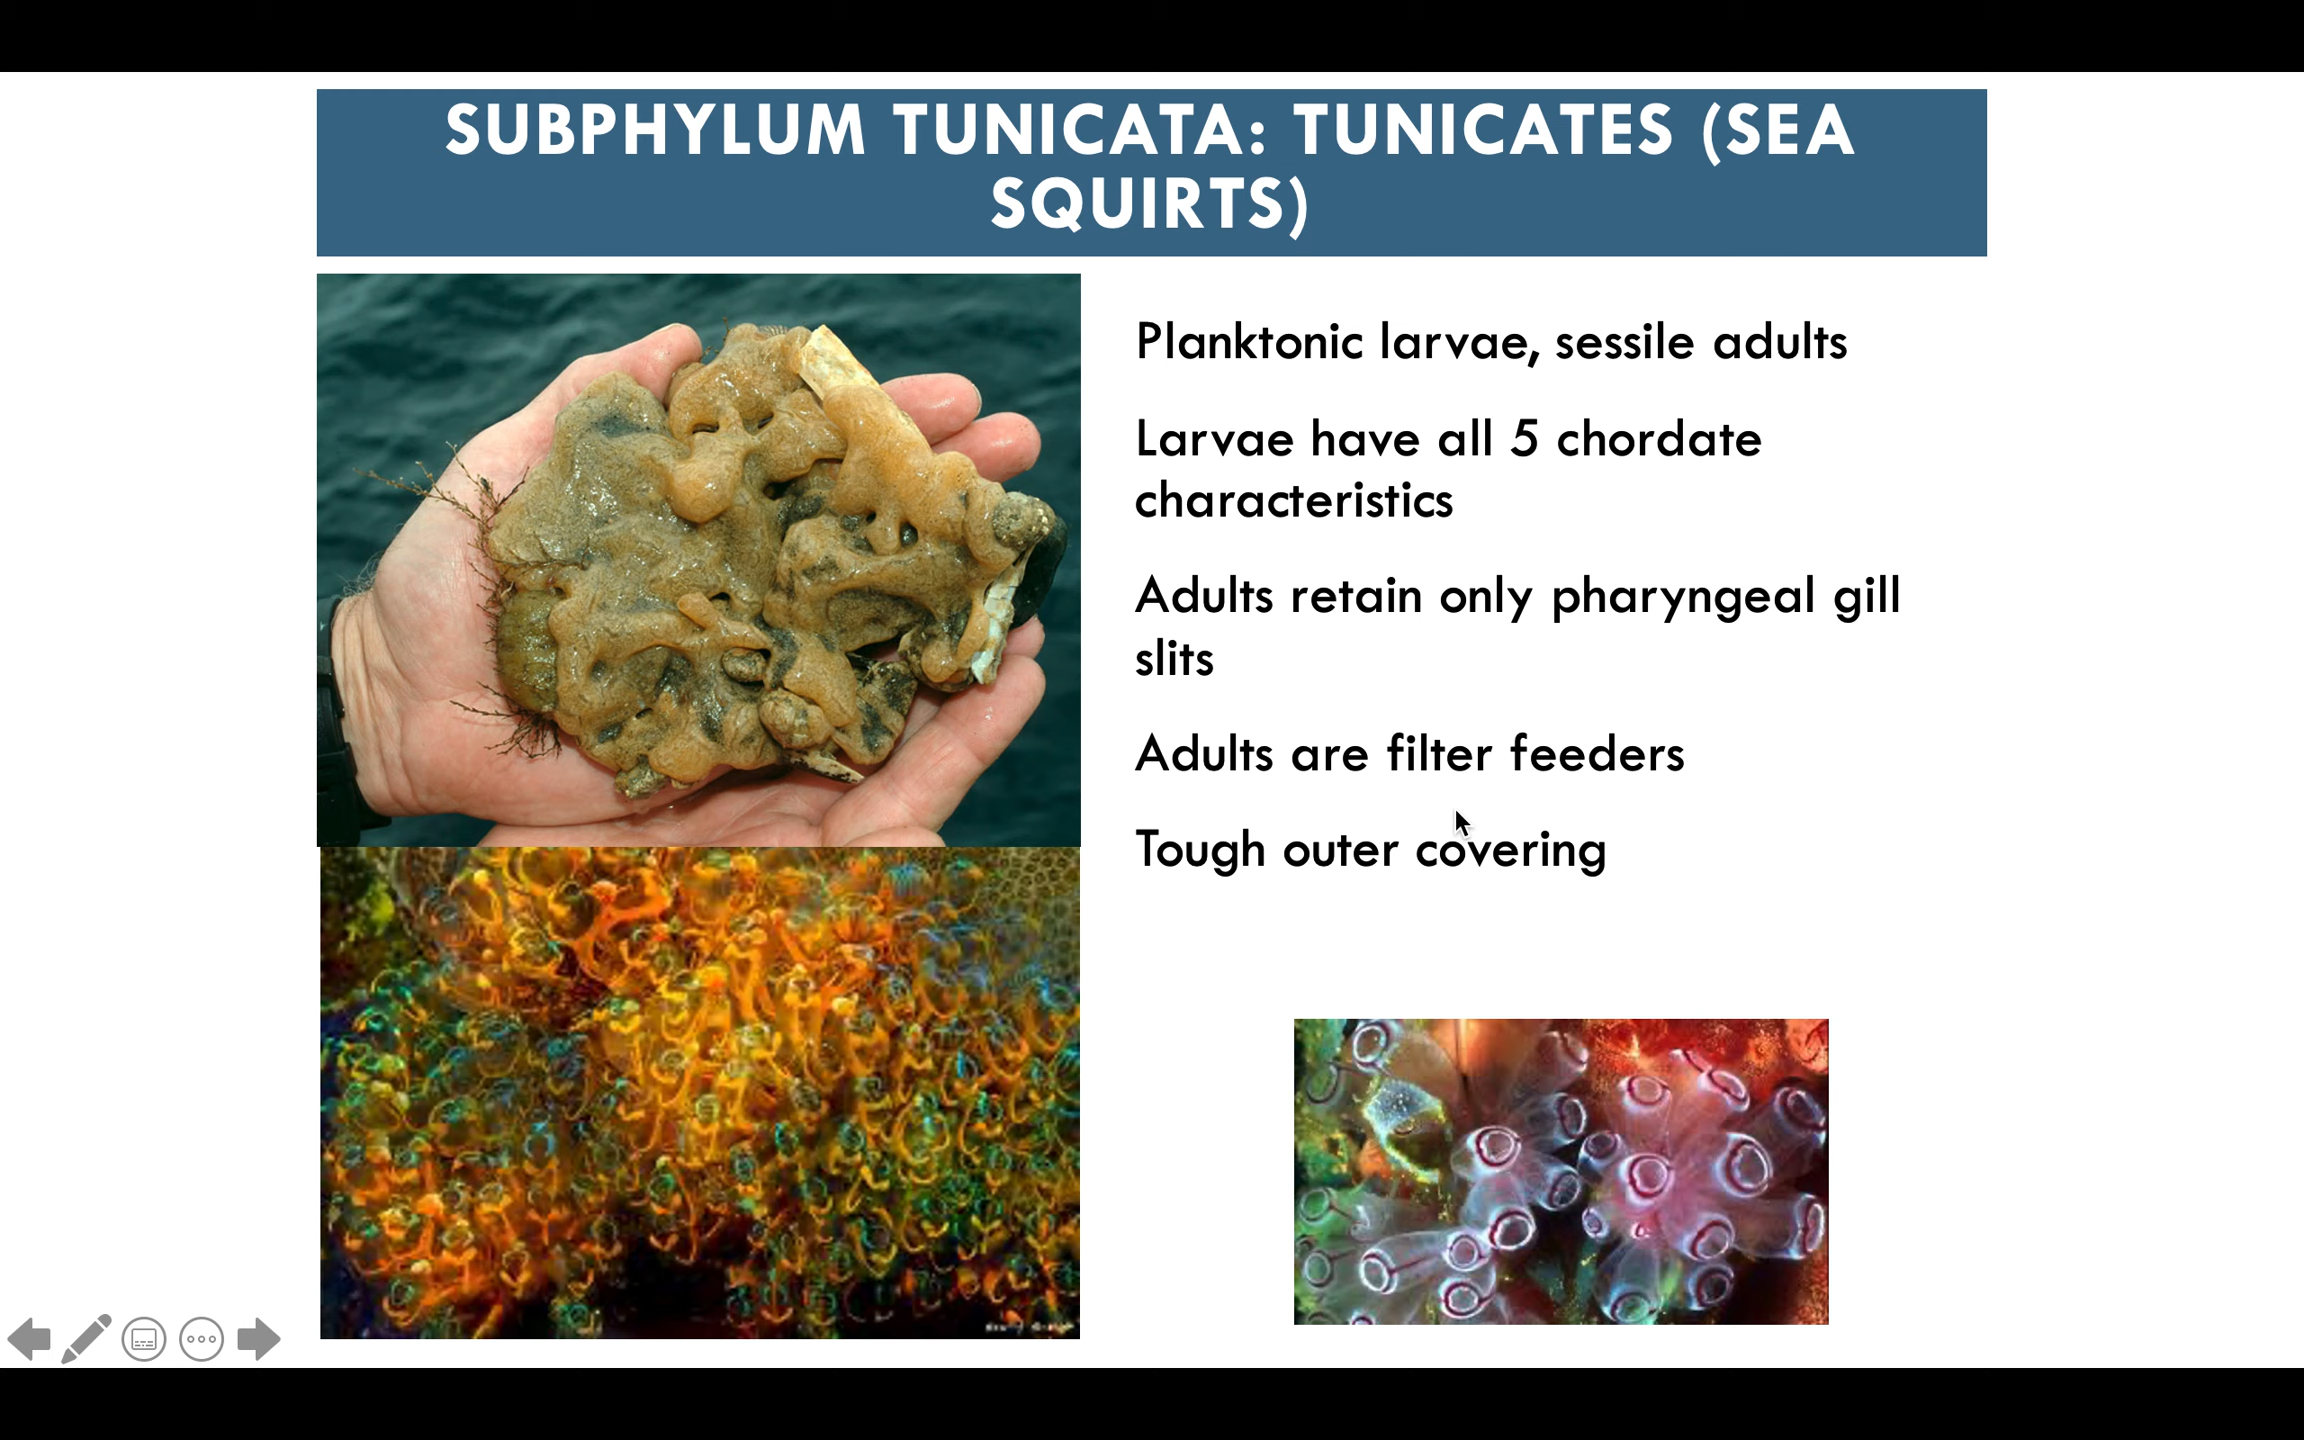 SUBPHYLUM TUNICATA: TUNICATES (SEA
SQUIRTS)
Planktonic larvae, sessile adults
Larvae have all 5 chordate
characteristics
Adults retain only pharyngeal gill
slits
Adults are filter feeders
Tough outer covering